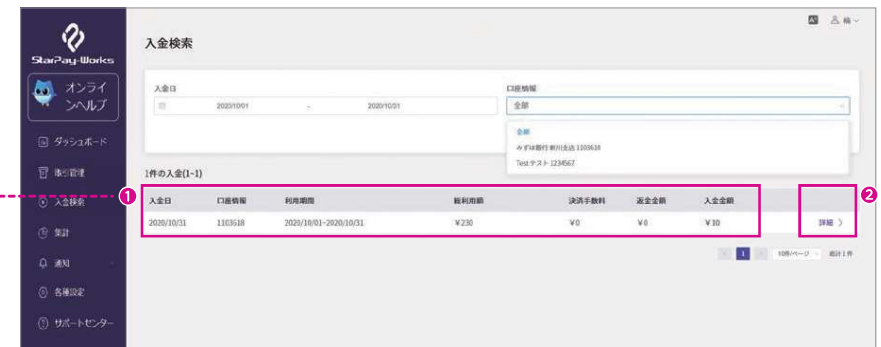 StarPay-Works
オンライ
ンヘルプ
ダッシュボード
取引管理
入金検索
集計
通知
各種設定
サポートセンター
入金検索
入金日
2020/10/01 - 2020/10/31
口座情報
全部
全部
みずほ銀行 新川支店 1103618
Test テスト 1234567
1件の入金(1-1)
1
2
入金日 口座情報 利用期間 総利用額 決済手数料 返金金額 入金金額
2020/10/31 1103618 2020/10/01~2020/10/31 ¥230 ¥0 ¥0 ¥10 詳細 〉
1 10件/ページ 総計1件